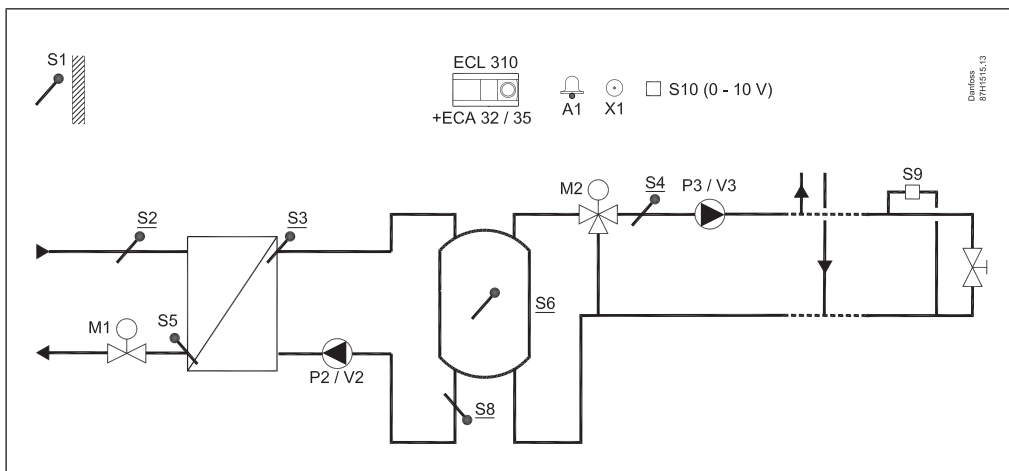 S1
ECL 310
+ECA 32 / 35
A1
X1
S10 (0 - 10 V)
Danfoss
87H1515.13
S2
S3
M2
S4
P3 / V3
S9
M1
S5
P2 / V2
S6
S8